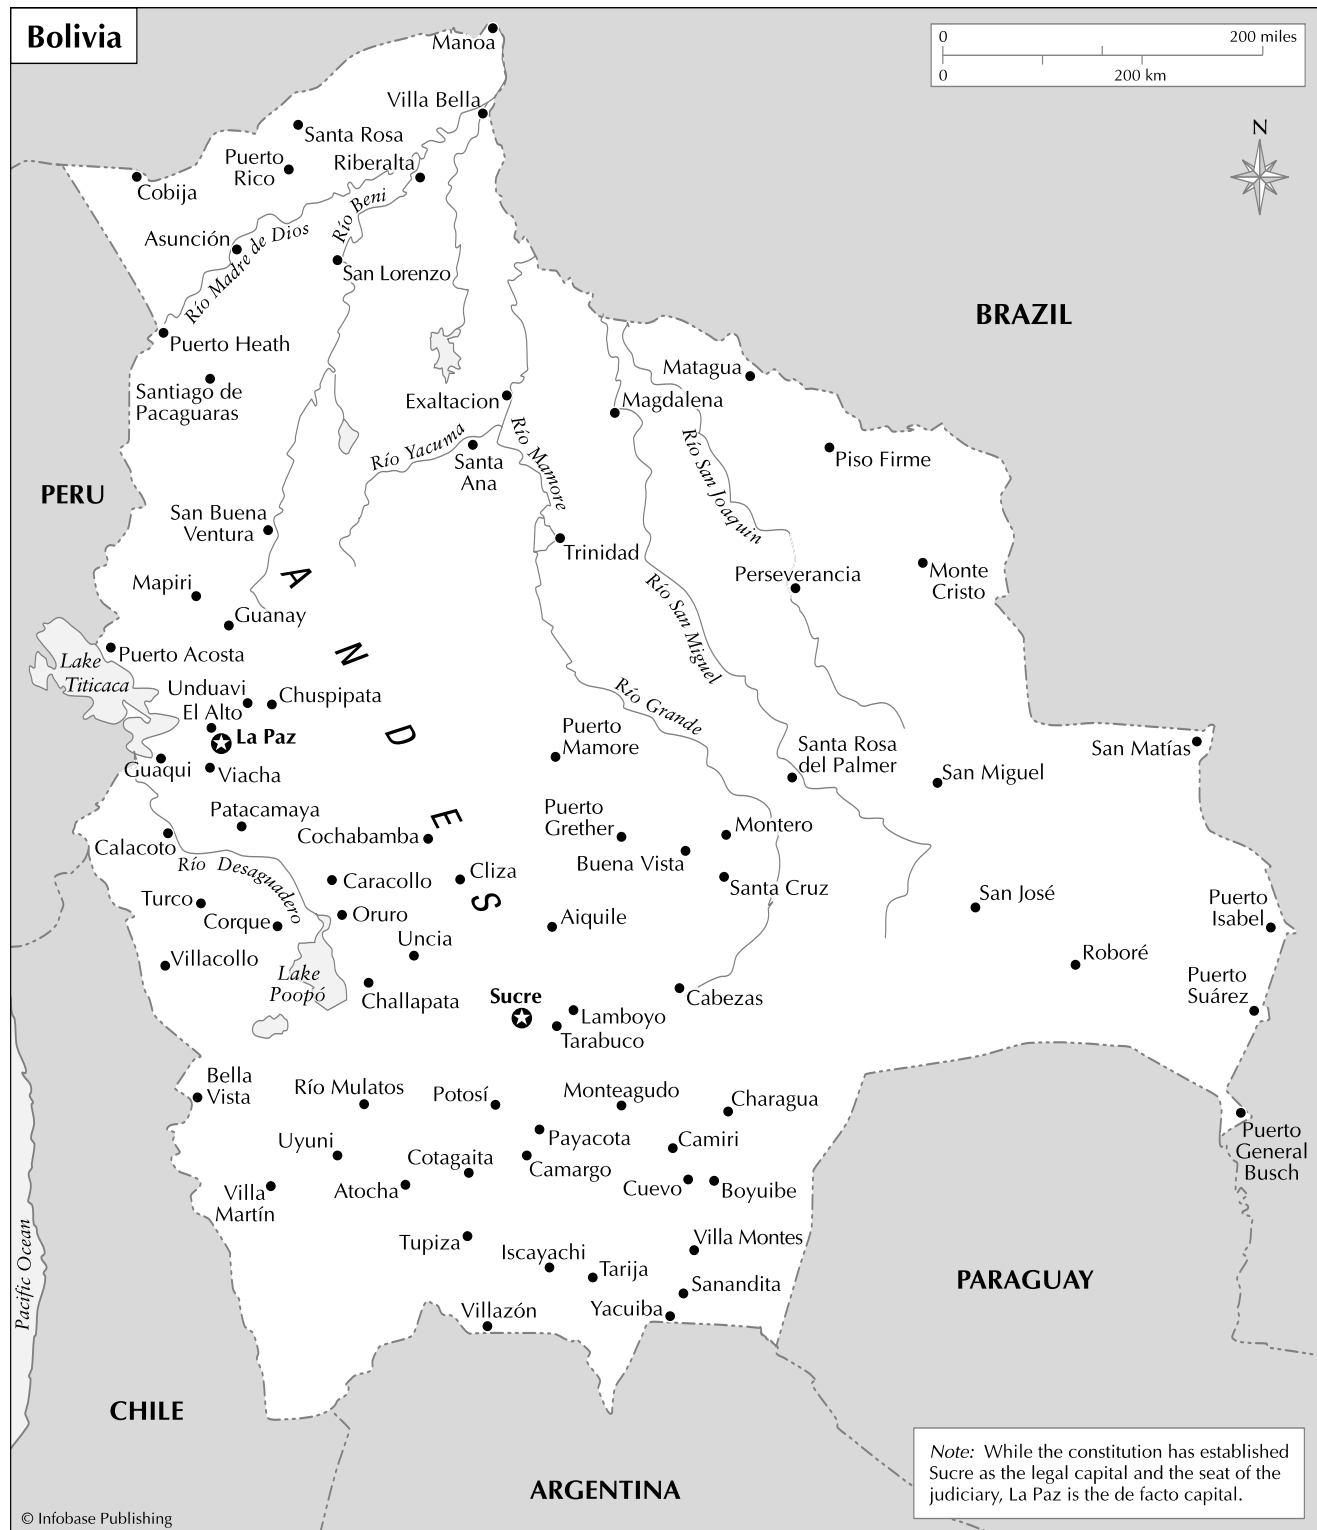 Bolivia
0
200 miles
0
200 km
N
Manoa
Villa Bella
Santa Rosa
Puerto
Rico
Riberalta
Cobija
Río Beni
Asunción
Río Madre de Dios
San Lorenzo
BRAZIL
Puerto Heath
Matagua
Santiago de
Pacaguaras
Exaltacion
Magdalena
Río Yacuma
Río Mamore
Río San Joaquin
Piso Firme
Santa
Ana
PERU
San Buena
Ventura
Trinidad
Perseverancia
Monte
Cristo
Mapiri
ANDES
Río San Miguel
Guanay
Puerto Acosta
Lake
Titicaca
Unduavi
Chuspipata
Río Grande
El Alto
La Paz
Puerto
Mamore
Santa Rosa
del Palmer
San Matías
Guaqui
Viacha
San Miguel
Patacamaya
Cochabamba
Puerto
Grether
Montero
Calacoto
Buena Vista
Río Desaguadero
Caracollo
Cliza
Santa Cruz
San José
Turco
Corque
Oruro
Aiquile
Puerto
Isabel
Uncia
Villacollo
Roboré
Lake
Poopó
Challapata
Sucre
Cabezas
Puerto
Suárez
Lamboyo
Tarabuco
Bella
Vista
Río Mulatos
Potosí
Monteagudo
Charagua
Payacota
Camiri
Puerto
General
Busch
Uyuni
Cotagaita
Camargo
Villa
Martín
Atocha
Cuevo
Boyuibe
Tupiza
Iscayachi
Villa Montes
Tarija
Sanandita
Pacific Ocean
PARAGUAY
Villazón
Yacuiba
CHILE
ARGENTINA
Note: While the constitution has established
Sucre as the legal capital and the seat of the
judiciary, La Paz is the de facto capital.
© Infobase Publishing